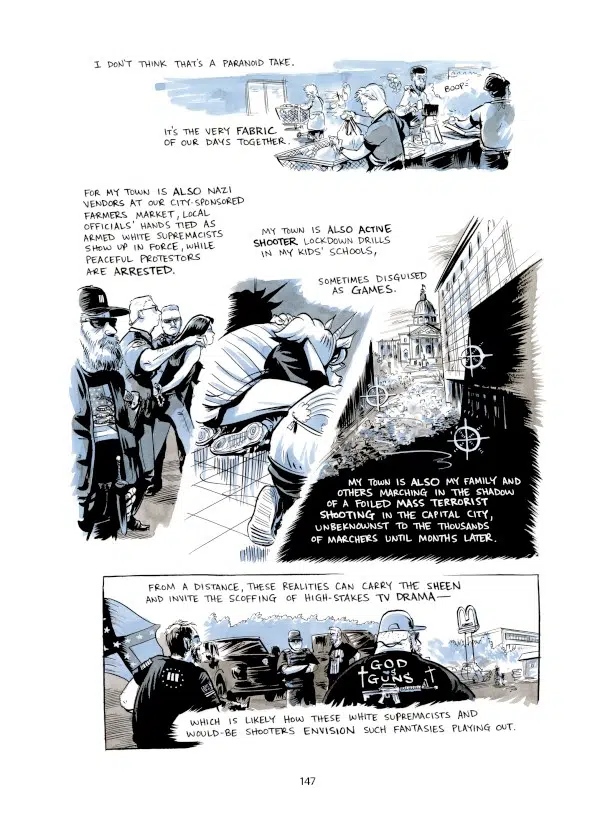 I DON'T THINK THAT'S A PARANOID TAKE.
BOOP-
IT'S THE VERY FABRIC
OF OUR DAYS TOGETHER.
FOR MY TOWN IS ALSO NAZI
VENDORS AT OUR CITY-SPONSORED
FARMERS MARKET, LOCAL
OFFICIALS' HANDS TIED AS
ARMED WHITE SUPREMACISTS
SHOW UP IN FORCE, WHILE
PEACEFUL PROTESTORS
ARE ARRESTED.
MY TOWN IS ALSO ACTIVE
SHOOTER LOCKDOWN DRILLS
IN MY KIDS' SCHOOLS,
SOMETIMES DISGUISED
AS GAMES.
MY TOWN IS ALSO MY FAMILY AND
OTHERS MARCHING IN THE SHADOW
OF A FOILED MASS TERRORIST
SHOOTING IN THE CAPITAL CITY,
UNBEKNOWNST TO THE THOUSANDS
OF MARCHERS UNTIL MONTHS LATER.
FROM A DISTANCE, THESE REALITIES CAN CARRY THE SHEEN
AND INVITE THE SCOFFING OF HIGH-STAKES TV DRAMA—
GOD
GUNS
WHICH IS LIKELY HOW THESE WHITE SUPREMACISTS AND
WOULD-BE SHOOTERS ENVISION SUCH FANTASIES PLAYING OUT.
147